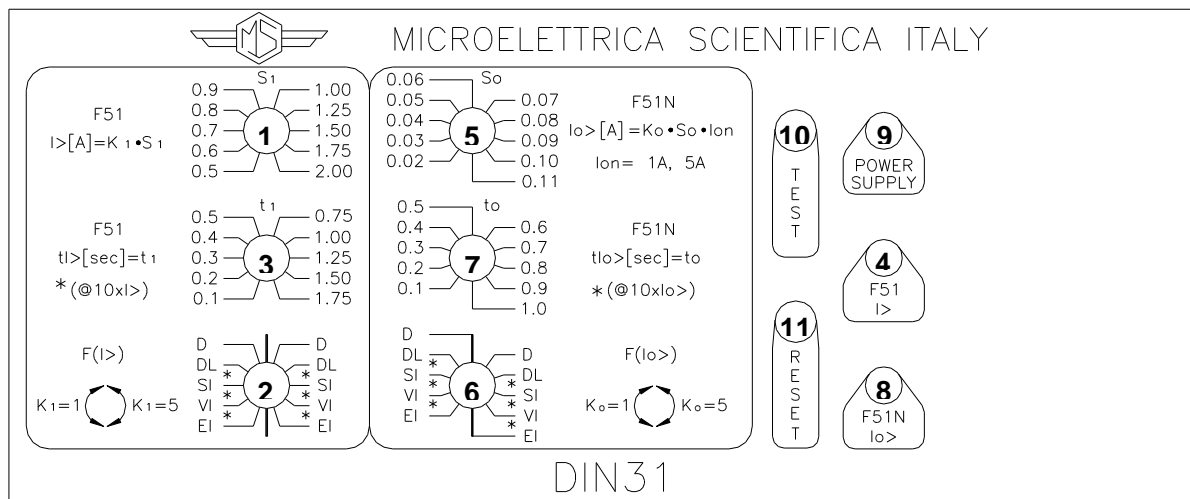 MS MICROELETTRICA SCIENTIFICA ITALY
S1
F51
I>[A]=K1•S1
0.9 1.00
0.8 1.25
0.7 1 1.50
0.6 1.75
0.5 2.00
t1
F51
tI>[sec]=t1
*(@10xI>)
0.5 0.75
0.4 1.00
0.3 3 1.25
0.2 1.50
0.1 1.75
F(I>)
K1=1 K1=5
D D
DL DL
* SI * SI
* VI 2 * VI
* EI * EI
So
0.06
0.05 0.07
0.04 0.08
0.03 5 0.09
0.02 0.10
0.11
F51N
Io>[A]=Ko•So•Ion
Ion= 1A, 5A
to
0.5
0.4 0.6
0.3 0.7
0.2 7 0.8
0.1 0.9
1.0
F51N
tIo>[sec]=to
*(@10xIo>)
D
DL D
* SI DL
* VI 6 * SI
* EI * VI
* EI
F(Io>)
Ko=1 Ko=5
10
TEST
11
RESET
9
POWER
SUPPLY
4
F51
I>
8
F51N
Io>
DIN31